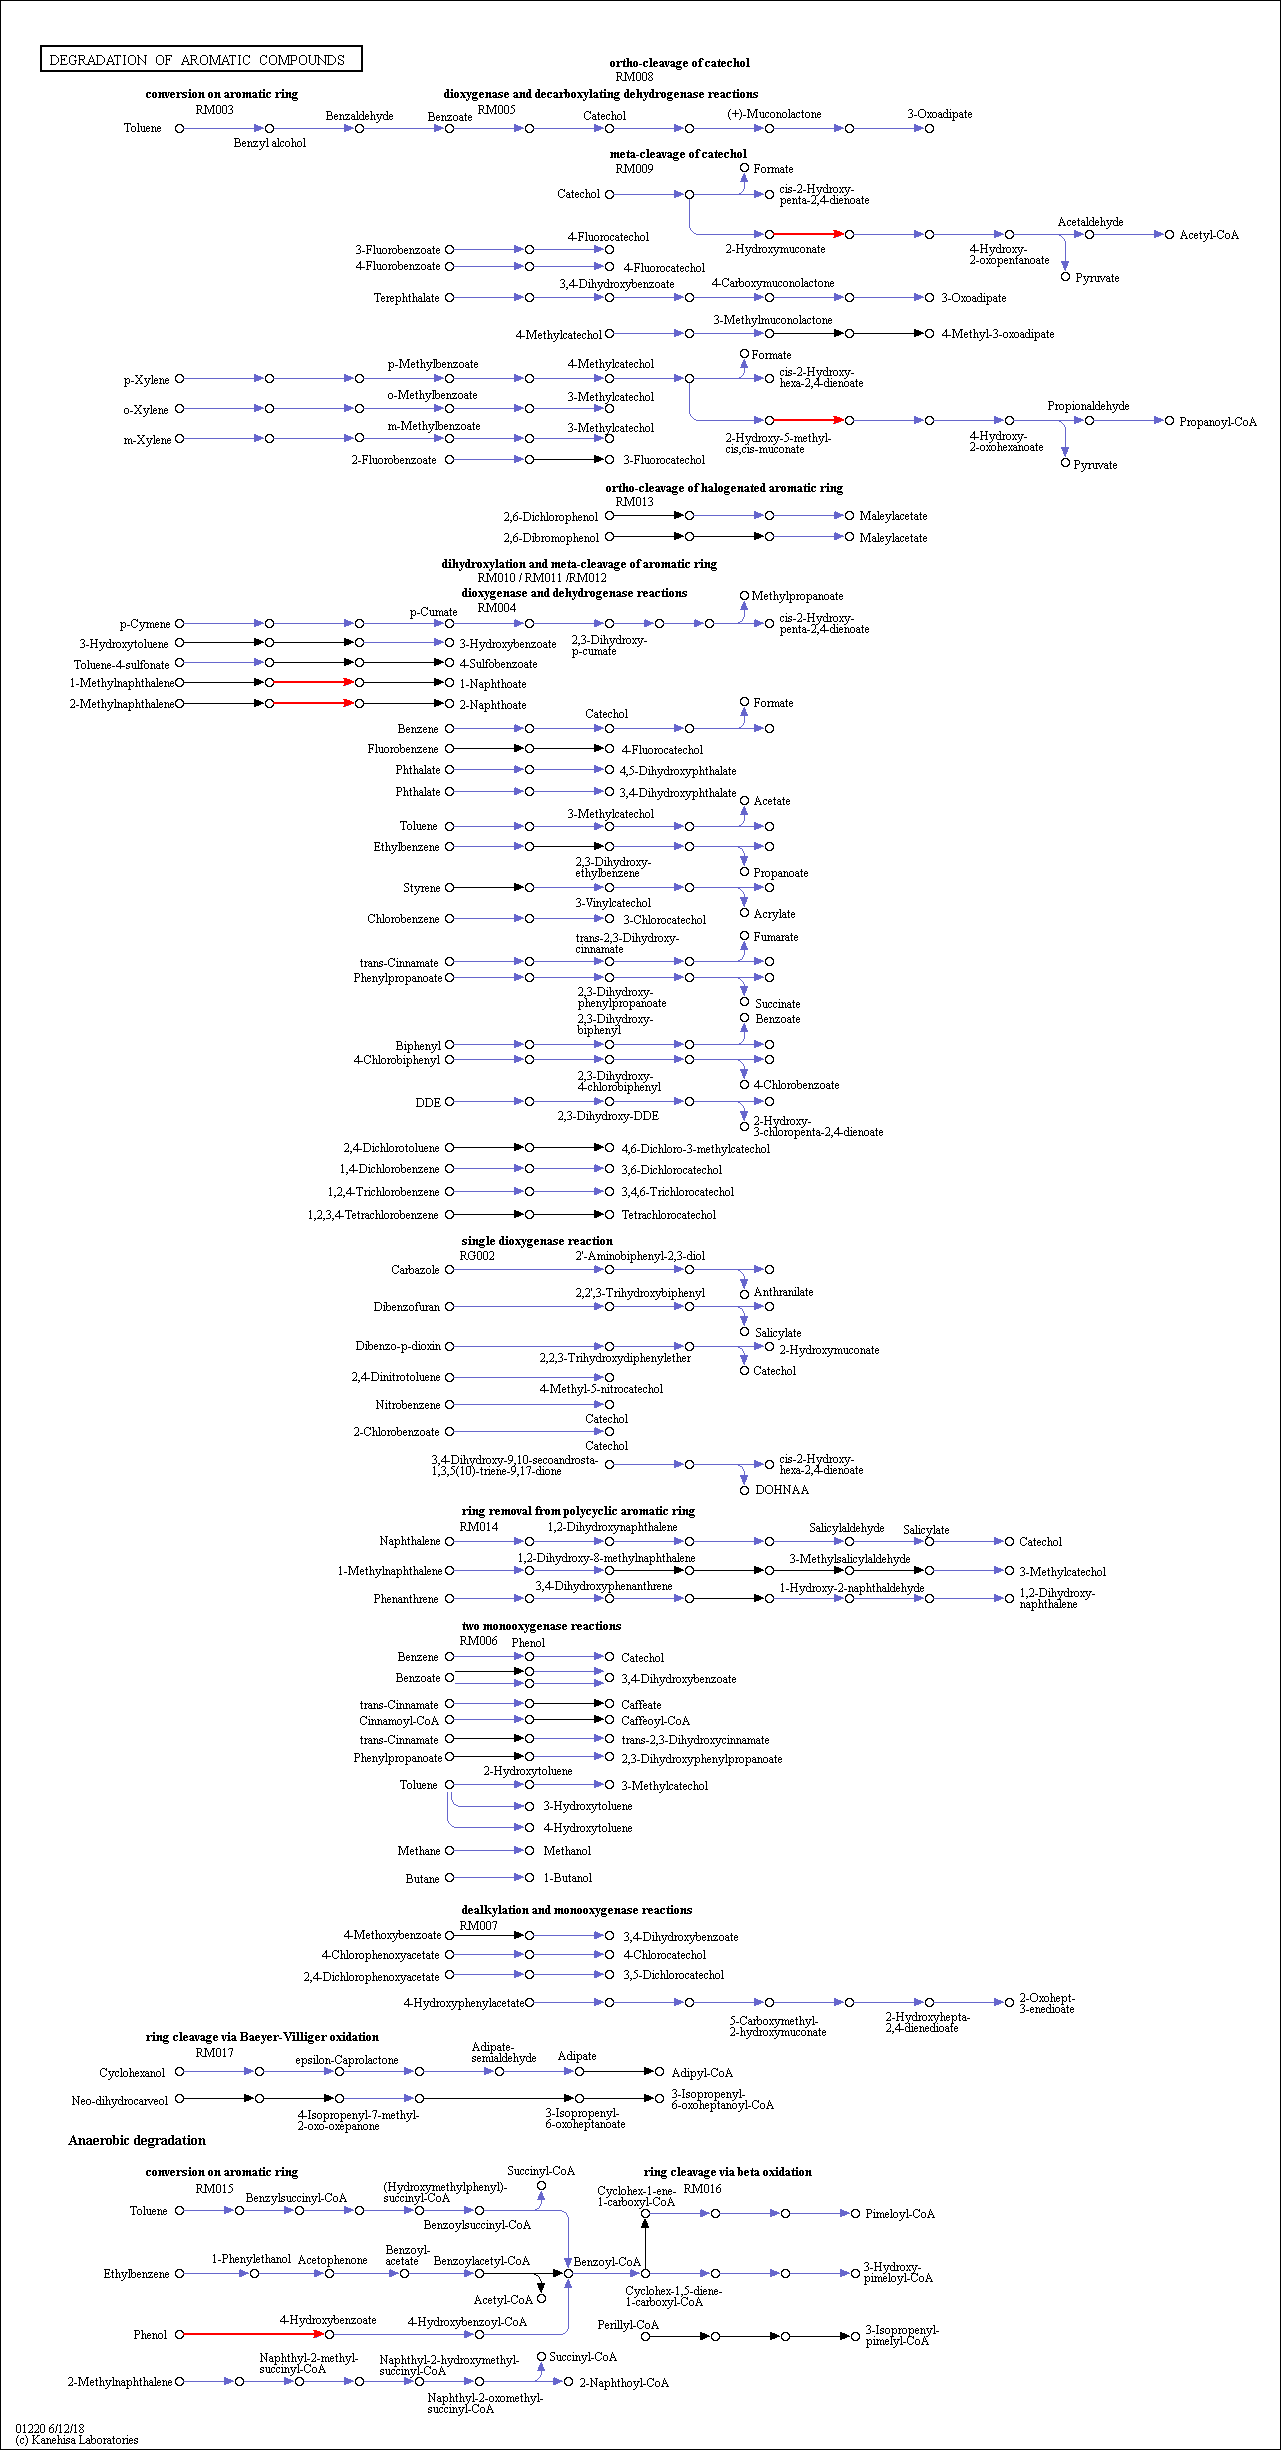 DEGRADATION OF AROMATIC COMPOUNDS
ortho-cleavage of catechol
RM008
conversion on aromatic ring
dioxygenase and decarboxylating dehydrogenase reactions
RM003
RM005
Toluene
Benzyl alcohol
Benzaldehyde
Benzoate
Catechol
(+)-Muconolactone
3-Oxoadipate
meta-cleavage of catechol
RM009
Catechol
Formate
cis-2-Hydroxy-
penta-2,4-dienoate
2-Hydroxymuconate
4-Hydroxy-
2-oxopentanoate
Acetaldehyde
Acetyl-CoA
Pyruvate
3-Fluorobenzoate
4-Fluorocatechol
4-Fluorobenzoate
4-Fluorocatechol
Terephthalate
3,4-Dihydroxybenzoate
4-Carboxymuconolactone
3-Oxoadipate
4-Methylcatechol
3-Methylmuconolactone
4-Methyl-3-oxoadipate
p-Xylene
p-Methylbenzoate
4-Methylcatechol
Formate
cis-2-Hydroxy-
hexa-2,4-dienoate
o-Xylene
o-Methylbenzoate
3-Methylcatechol
2-Hydroxy-5-methyl-
cis,cis-muconate
4-Hydroxy-
2-oxohexanoate
Propionaldehyde
Propanoyl-CoA
Pyruvate
m-Xylene
m-Methylbenzoate
3-Methylcatechol
2-Fluorobenzoate
3-Fluorocatechol
ortho-cleavage of halogenated aromatic ring
RM013
2,6-Dichlorophenol
Maleylacetate
2,6-Dibromophenol
Maleylacetate
dihydroxylation and meta-cleavage of aromatic ring
RM010 / RM011 /RM012
dioxygenase and dehydrogenase reactions
RM004
p-Cymene
p-Cumate
2,3-Dihydroxy-
p-cumate
Methylpropanoate
cis-2-Hydroxy-
penta-2,4-dienoate
3-Hydroxytoluene
3-Hydroxybenzoate
Toluene-4-sulfonate
4-Sulfobenzoate
1-Methylnaphthalene
1-Naphthoate
2-Methylnaphthalene
2-Naphthoate
Benzene
Catechol
Formate
Fluorobenzene
4-Fluorocatechol
Phthalate
4,5-Dihydroxyphthalate
Phthalate
3,4-Dihydroxyphthalate
Toluene
3-Methylcatechol
Acetate
Ethylbenzene
2,3-Dihydroxy-
ethylbenzene
Propanoate
Styrene
3-Vinylcatechol
Acrylate
Chlorobenzene
3-Chlorocatechol
trans-Cinnamate
trans-2,3-Dihydroxy-
cinnamate
Fumarate
Phenylpropanoate
2,3-Dihydroxy-
phenylpropanoate
Succinate
Biphenyl
2,3-Dihydroxy-
biphenyl
Benzoate
4-Chlorobiphenyl
2,3-Dihydroxy-
4-chlorobiphenyl
4-Chlorobenzoate
DDE
2,3-Dihydroxy-DDE
2-Hydroxy-
3-chloropenta-2,4-dienoate
2,4-Dichlorotoluene
4,6-Dichloro-3-methylcatechol
1,4-Dichlorobenzene
3,6-Dichlorocatechol
1,2,4-Trichlorobenzene
3,4,6-Trichlorocatechol
1,2,3,4-Tetrachlorobenzene
Tetrachlorocatechol
single dioxygenase reaction
RG002
Carbazole
2'-Aminobiphenyl-2,3-diol
Anthranilate
Dibenzofuran
2,2',3-Trihydroxybiphenyl
Salicylate
Dibenzo-p-dioxin
2,2,3-Trihydroxydiphenylether
2-Hydroxymuconate
Catechol
2,4-Dinitrotoluene
4-Methyl-5-nitrocatechol
Nitrobenzene
Catechol
2-Chlorobenzoate
Catechol
3,4-Dihydroxy-9,10-secoandrosta-
1,3,5(10)-triene-9,17-dione
cis-2-Hydroxy-
hexa-2,4-dienoate
DOHNAA
ring removal from polycyclic aromatic ring
RM014
Naphthalene
1,2-Dihydroxynaphthalene
Salicylaldehyde
Salicylate
Catechol
1-Methylnaphthalene
1,2-Dihydroxy-8-methylnaphthalene
3-Methylsalicylaldehyde
3-Methylcatechol
Phenanthrene
3,4-Dihydroxyphenanthrene
1-Hydroxy-2-naphthaldehyde
1,2-Dihydroxy-
naphthalene
two monooxygenase reactions
RM006
Benzene
Phenol
Catechol
Benzoate
3,4-Dihydroxybenzoate
trans-Cinnamate
Caffeate
Cinnamoyl-CoA
Caffeoyl-CoA
trans-Cinnamate
trans-2,3-Dihydroxycinnamate
Phenylpropanoate
2,3-Dihydroxyphenylpropanoate
Toluene
2-Hydroxytoluene
3-Methylcatechol
3-Hydroxytoluene
4-Hydroxytoluene
Methane
Methanol
Butane
1-Butanol
dealkylation and monooxygenase reactions
RM007
4-Methoxybenzoate
3,4-Dihydroxybenzoate
4-Chlorophenoxyacetate
4-Chlorocatechol
2,4-Dichlorophenoxyacetate
3,5-Dichlorocatechol
4-Hydroxyphenylacetate
5-Carboxymethyl-
2-hydroxymuconate
2-Hydroxyhepta-
2,4-dienedioate
2-Oxohept-
3-enedioate
ring cleavage via Baeyer-Villiger oxidation
RM017
Cyclohexanol
epsilon-Caprolactone
Adipate-
semialdehyde
Adipate
Adipyl-CoA
Neo-dihydrocarveol
4-Isopropenyl-7-methyl-
2-oxo-oxepanone
3-Isopropenyl-
6-oxoheptanoate
3-Isopropenyl-
6-oxoheptanoyl-CoA
Anaerobic degradation
conversion on aromatic ring
RM015
ring cleavage via beta oxidation
RM016
Toluene
Benzylsuccinyl-CoA
(Hydroxymethylphenyl)-
succinyl-CoA
Benzoylsuccinyl-CoA
Succinyl-CoA
Cyclohex-1-ene-
1-carboxyl-CoA
Pimeloyl-CoA
Ethylbenzene
1-Phenylethanol
Acetophenone
Benzoyl-
acetate
Benzoylacetyl-CoA
Acetyl-CoA
Benzoyl-CoA
Cyclohex-1,5-diene-
1-carboxyl-CoA
3-Hydroxy-
pimeloyl-CoA
Phenol
4-Hydroxybenzoate
4-Hydroxybenzoyl-CoA
Perillyl-CoA
3-Isopropenyl-
pimelyl-CoA
2-Methylnaphthalene
Naphthyl-2-methyl-
succinyl-CoA
Naphthyl-2-hydroxymethyl-
succinyl-CoA
Naphthyl-2-oxomethyl-
succinyl-CoA
Succinyl-CoA
2-Naphthoyl-CoA
01220 6/12/18
(c) Kanehisa Laboratories